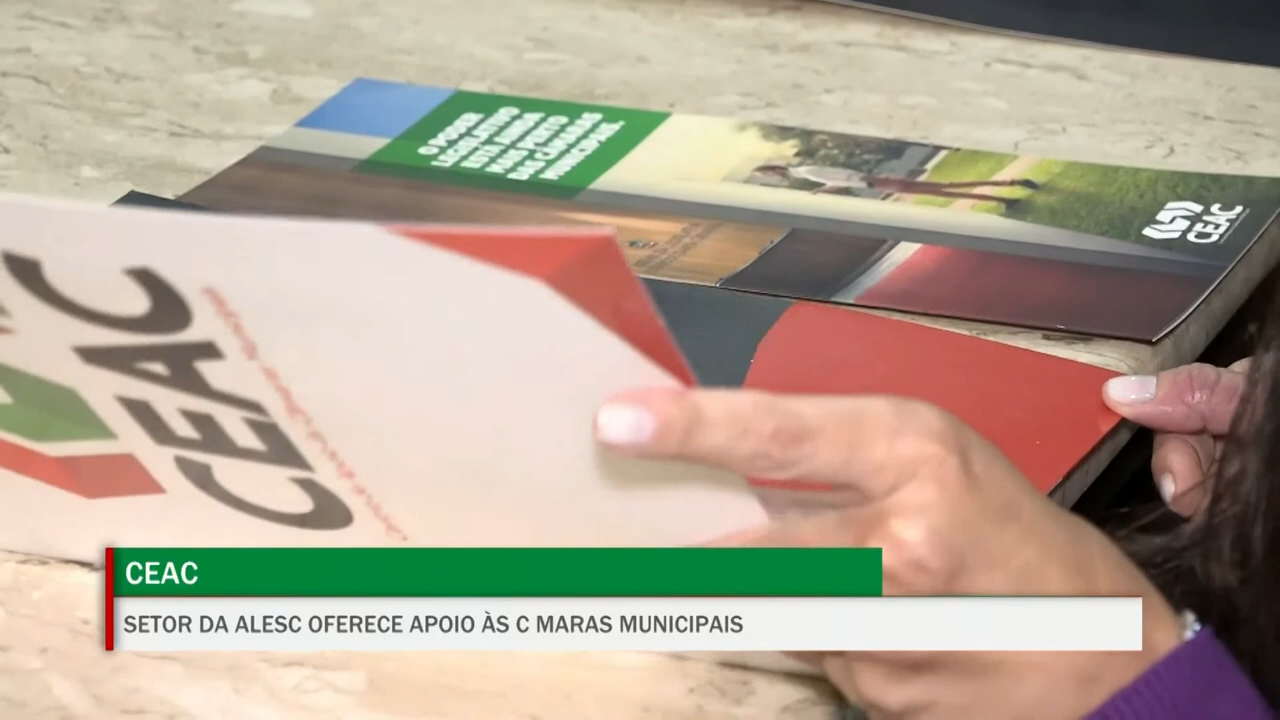 O PODER
LEGISLATIVO
ESTÁ AINDA
MAIS PERTO
DAS CÂMARAS
MUNICIPAIS.
CEAC
CEAC
CEAC
SETOR DA ALESC OFERECE APOIO ÀS C MARAS MUNICIPAIS